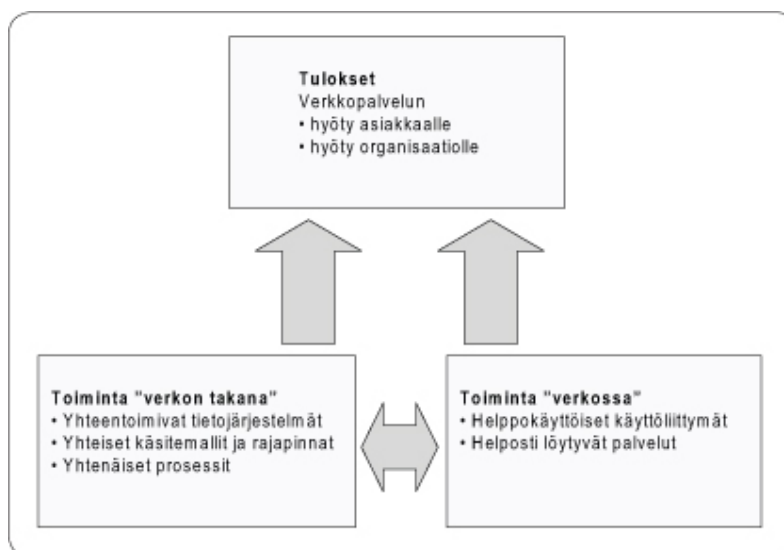 Tulokset
Verkkopalvelun
• hyöty asiakkaalle
• hyöty organisaatiolle
Toiminta "verkon takana"
• Yhteentoimivat tietojärjestelmät
• Yhteiset käsitemallit ja rajapinnat
• Yhtenäiset prosessit
Toiminta "verkossa"
• Helppokäyttöiset käyttöliittymät
• Helposti löytyvät palvelut